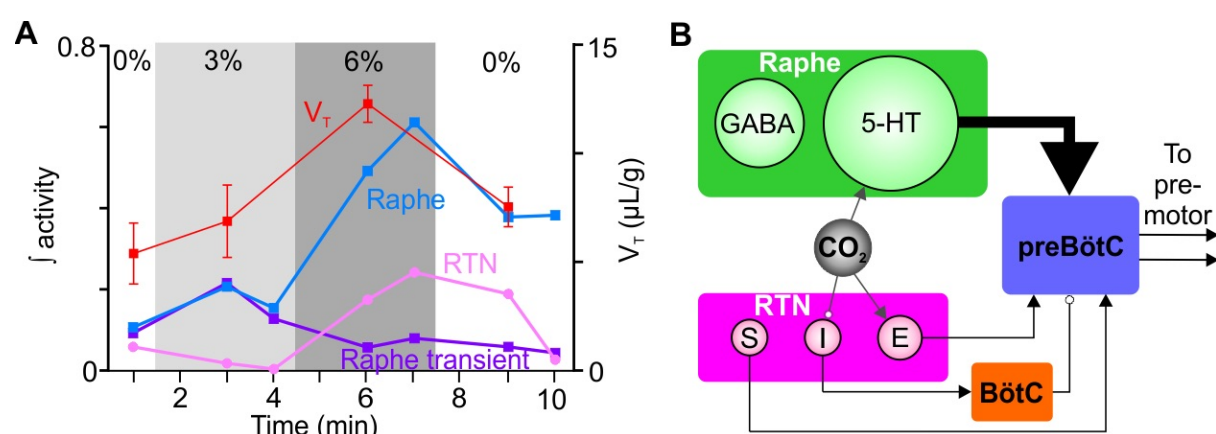 A
0.8
∫ activity
0
0% 3% 6% 0%
V_T
Raphe
RTN
Raphe transient
15
V_T (µL/g)
0
2 4 6 8 10
Time (min)
B
Raphe
GABA
5-HT
CO₂
To
pre-
motor
preBötC
RTN
S I E
BötC